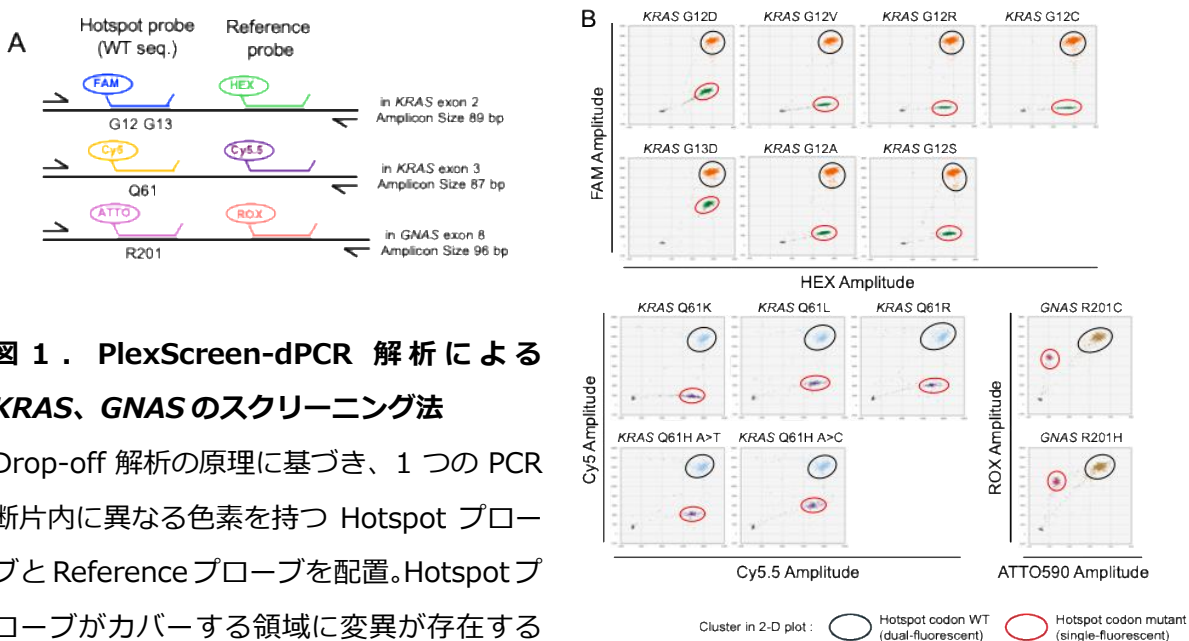 A
Hotspot probe
(WT seq.)
Reference
probe
FAM
HEX
G12 G13
in KRAS exon 2
Amplicon Size 89 bp
Cy5
Cy5.5
Q61
in KRAS exon 3
Amplicon Size 87 bp
ATTO
ROX
R201
in GNAS exon 8
Amplicon Size 96 bp
図 1 . PlexScreen-dPCR 解析による
KRAS、GNAS のスクリーニング法
Drop-off 解析の原理に基づき、1 つの PCR
断片内に異なる色素を持つ Hotspot プロー
ブと Reference プローブを配置。Hotspot プ
ローブがカバーする領域に変異が存在する
B
KRAS G12D
KRAS G12V
KRAS G12R
KRAS G12C
KRAS G13D
KRAS G12A
KRAS G12S
FAM Amplitude
HEX Amplitude
KRAS Q61K
KRAS Q61L
KRAS Q61R
KRAS Q61H A>T
KRAS Q61H A>C
Cy5 Amplitude
Cy5.5 Amplitude
GNAS R201C
GNAS R201H
ROX Amplitude
ATTO590 Amplitude
Cluster in 2-D plot :
Hotspot codon WT
(dual-fluorescent)
Hotspot codon mutant
(single-fluorescent)